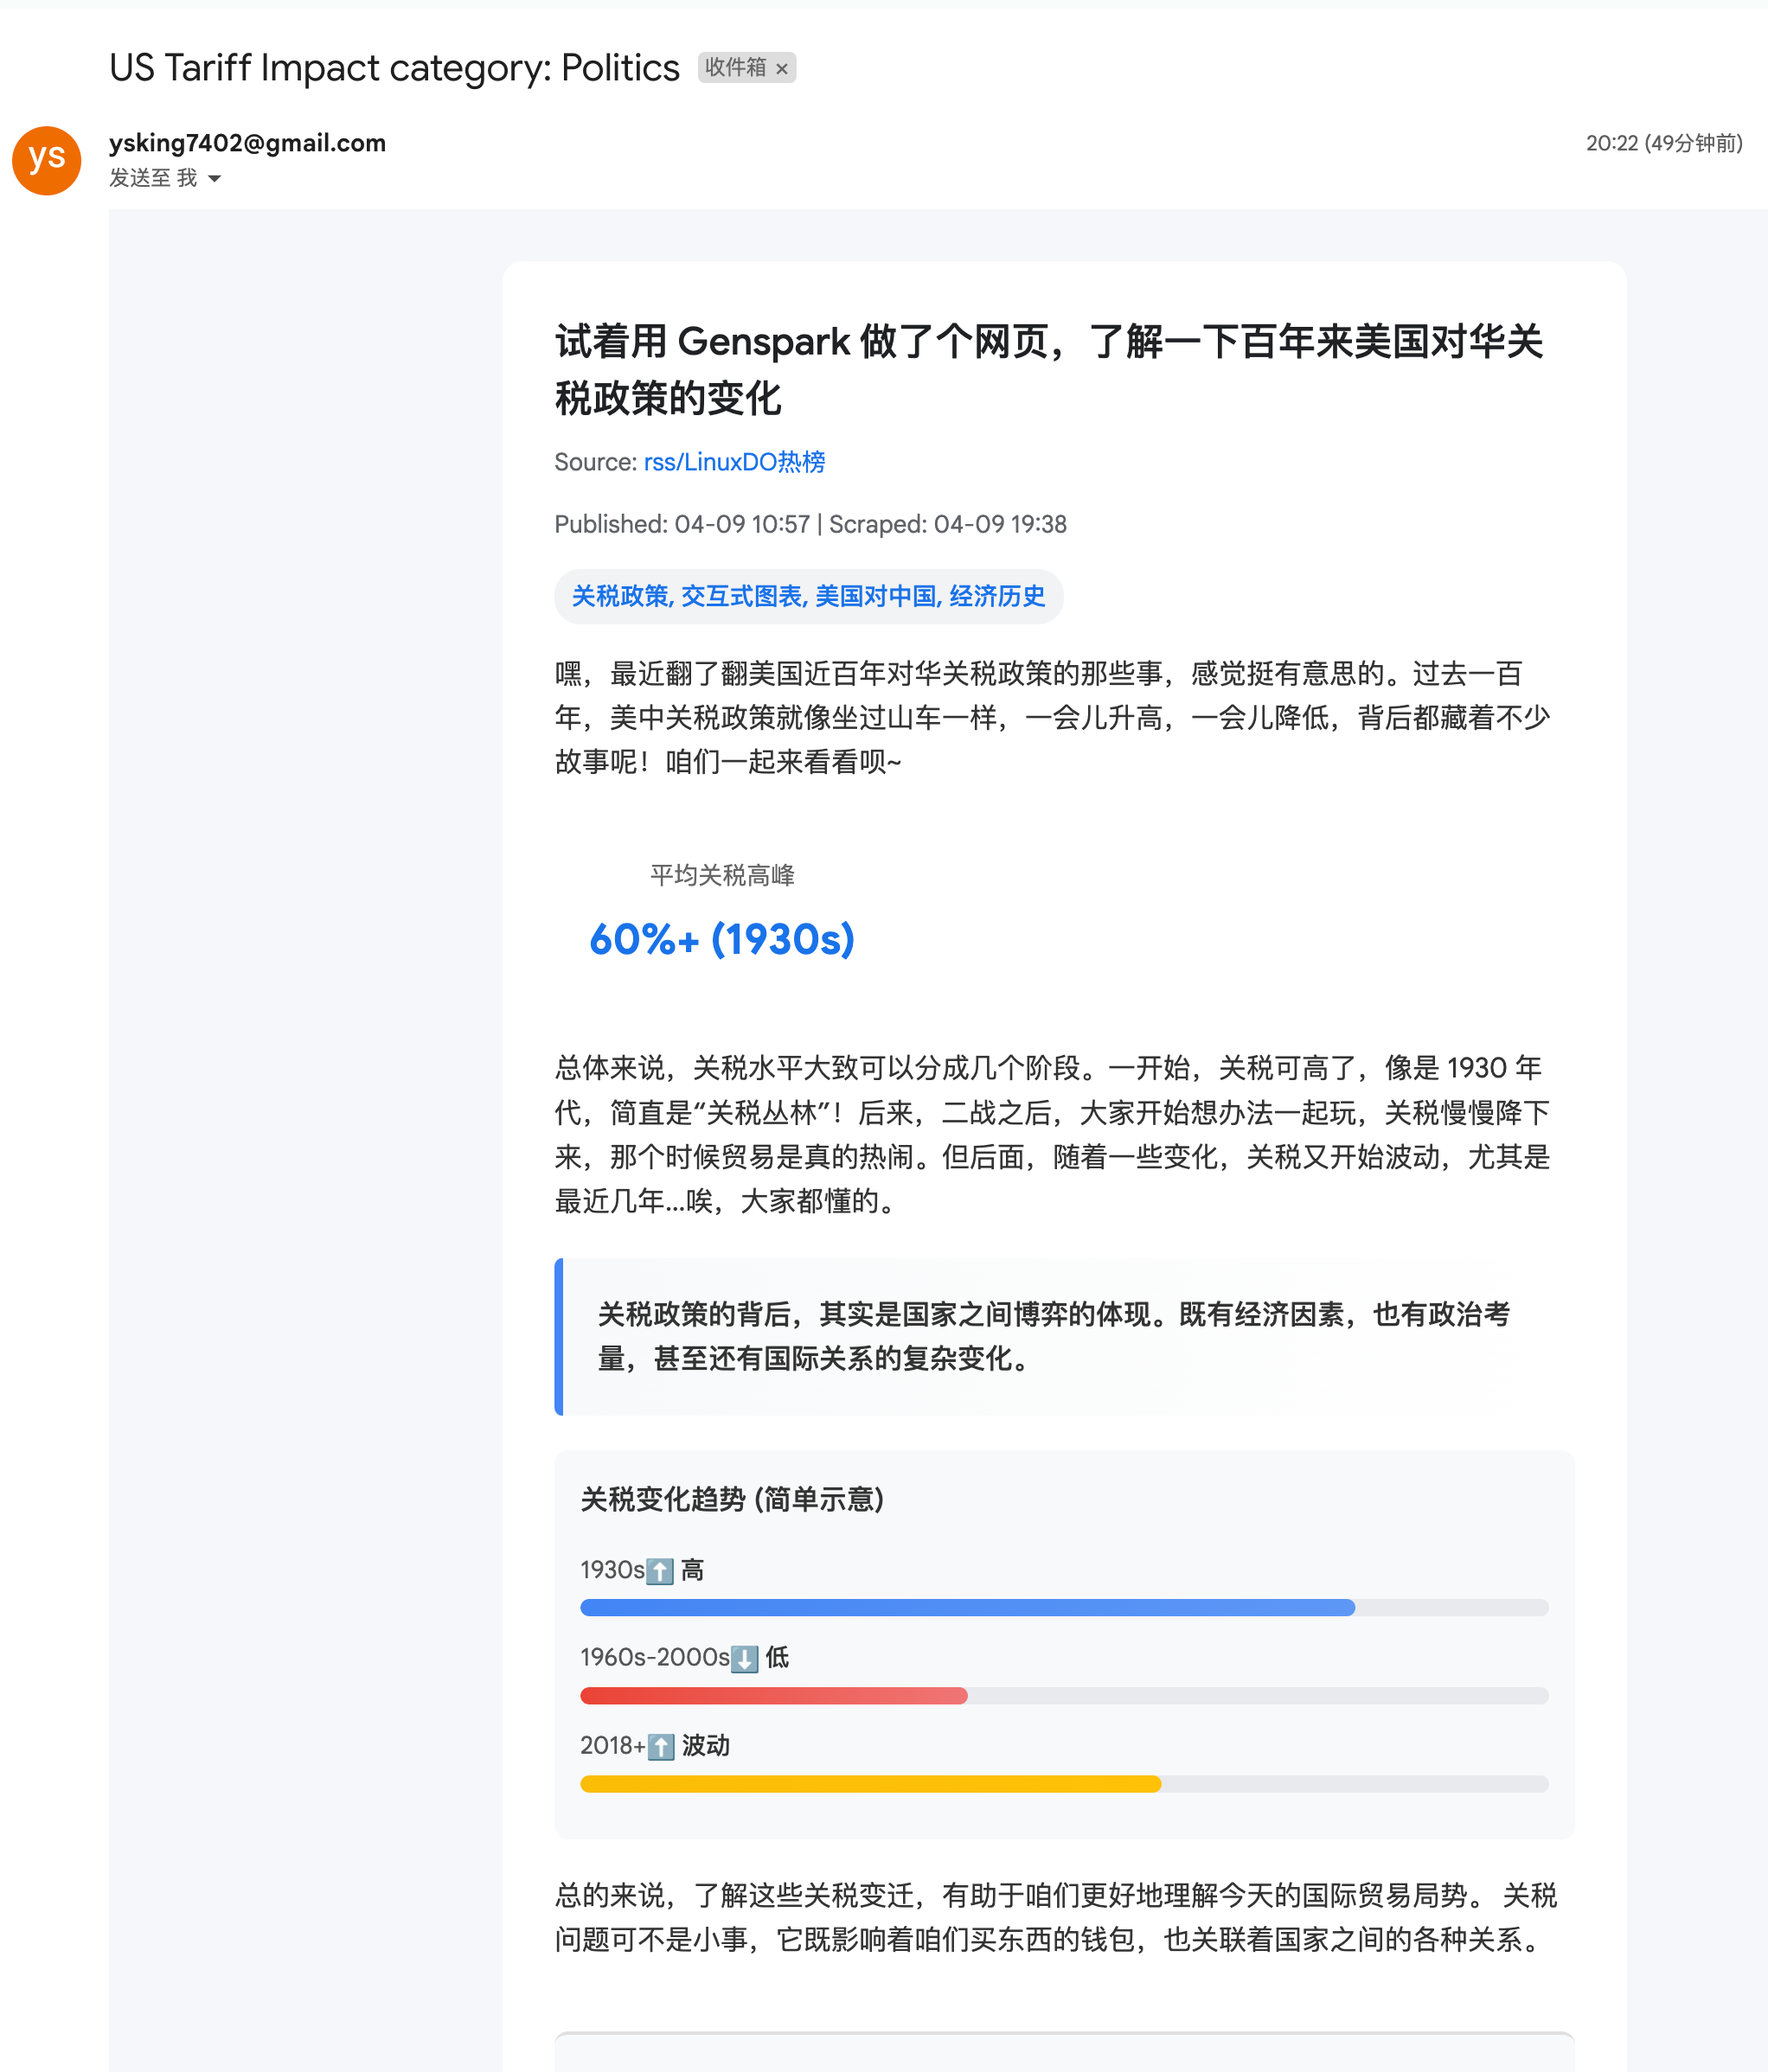 US Tariff Impact category: Politics 收件箱 ×
ys
ysking7402@gmail.com
20:22 (49分钟前)
发送至 我
试着用 Genspark 做了个网页，了解一下百年来美国对华关
税政策的变化
Source: rss/LinuxDO热榜
Published: 04-09 10:57 | Scraped: 04-09 19:38
关税政策, 交互式图表, 美国对中国, 经济历史
嘿，最近翻了翻美国近百年对华关税政策的那些事，感觉挺有意思的。过去一百
年，美中关税政策就像坐过山车一样，一会儿升高，一会儿降低，背后都藏着不少
故事呢！咱们一起来看看呗~
平均关税高峰
60%+ (1930s)
总体来说，关税水平大致可以分成几个阶段。一开始，关税可高了，像是 1930 年
代，简直是“关税丛林”！后来，二战之后，大家开始想办法一起玩，关税慢慢降下
来，那个时候贸易是真的热闹。但后面，随着一些变化，关税又开始波动，尤其是
最近几年...唉，大家都懂的。
关税政策的背后，其实是国家之间博弈的体现。既有经济因素，也有政治考
量，甚至还有国际关系的复杂变化。
关税变化趋势 (简单示意)
1930s⬆️ 高
1960s-2000s⬇️ 低
2018+⬆️ 波动
总的来说，了解这些关税变迁，有助于咱们更好地理解今天的国际贸易局势。 关税
问题可不是小事，它既影响着咱们买东西的钱包，也关联着国家之间的各种关系。